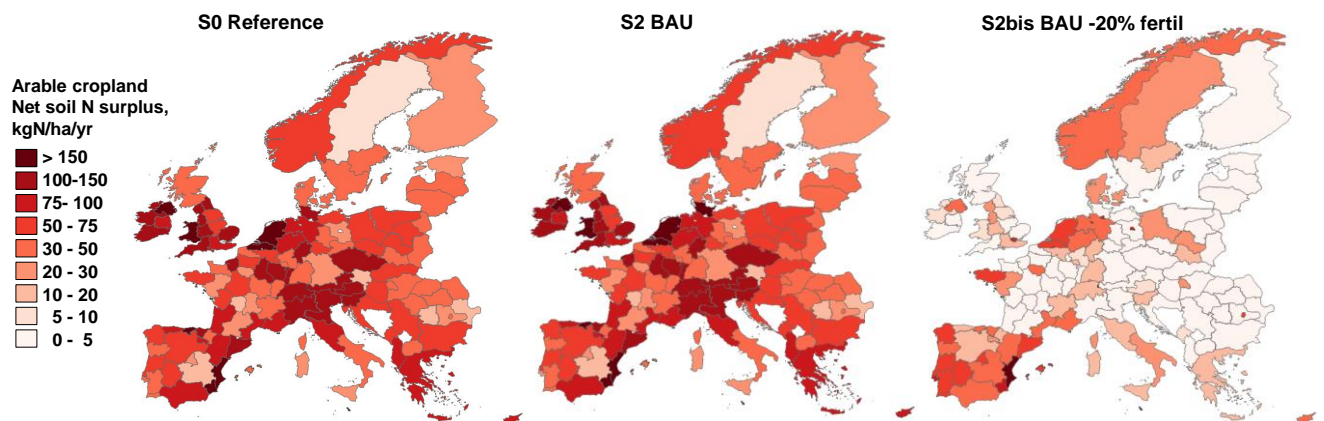 S0 Reference
S2 BAU
S2bis BAU -20% fertil
Arable cropland
Net soil N surplus,
kgN/ha/yr
> 150
100-150
75- 100
50 - 75
30 - 50
20 - 30
10 - 20
5 - 10
0 - 5